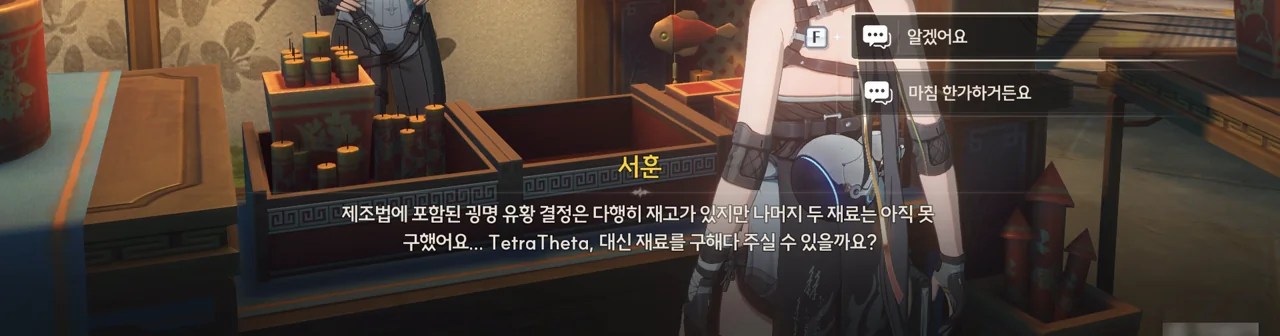 F
알겠어요
마침 한가하거든요
서훈
제조법에 포함된 굉명 유황 결정은 다행히 재고가 있지만 나머지 두 재료는 아직 못
구했어요... TetraTheta, 대신 재료를 구해다 주실 수 있을까요?